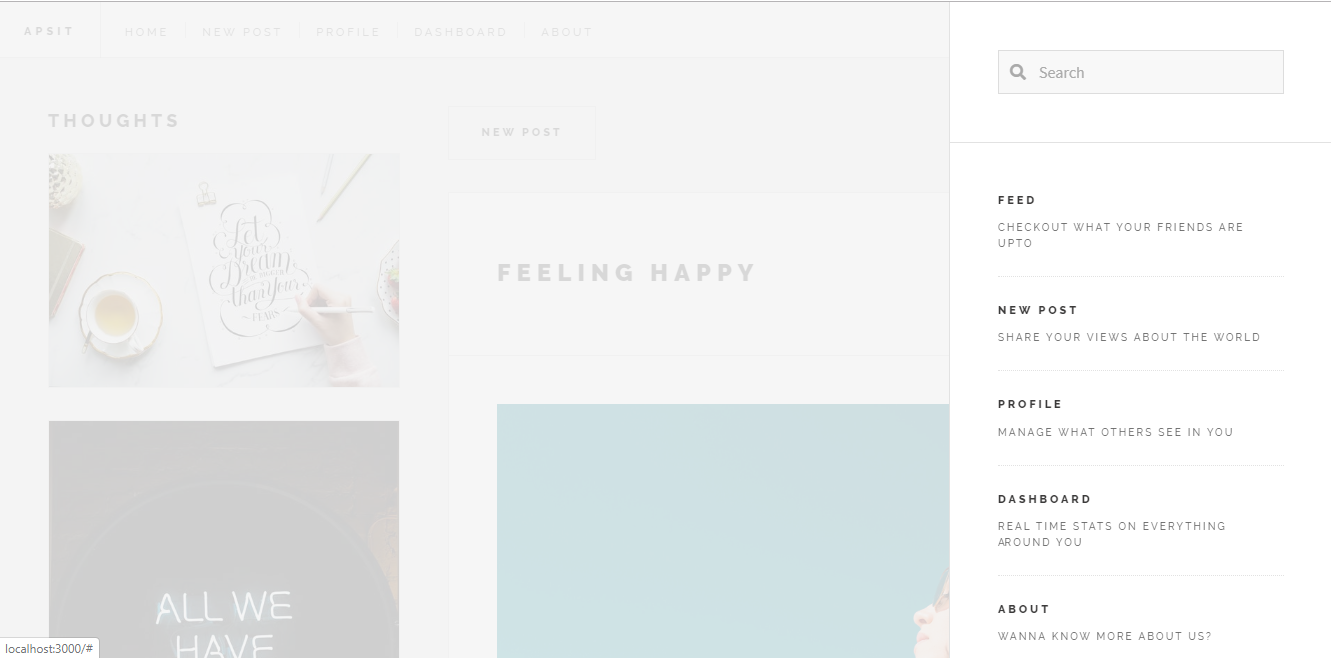 APSIT
HOME
NEW POST
PROFILE
DASHBOARD
ABOUT
THOUGHTS
Let
your
Dream
BIGGER
than your
FEARS
ALL WE
HAVE
NEW POST
FEELING HAPPY
Search
FEED
CHECKOUT WHAT YOUR FRIENDS ARE
UPTO
NEW POST
SHARE YOUR VIEWS ABOUT THE WORLD
PROFILE
MANAGE WHAT OTHERS SEE IN YOU
DASHBOARD
REAL TIME STATS ON EVERYTHING
AROUND YOU
ABOUT
WANNA KNOW MORE ABOUT US?
localhost:3000/#